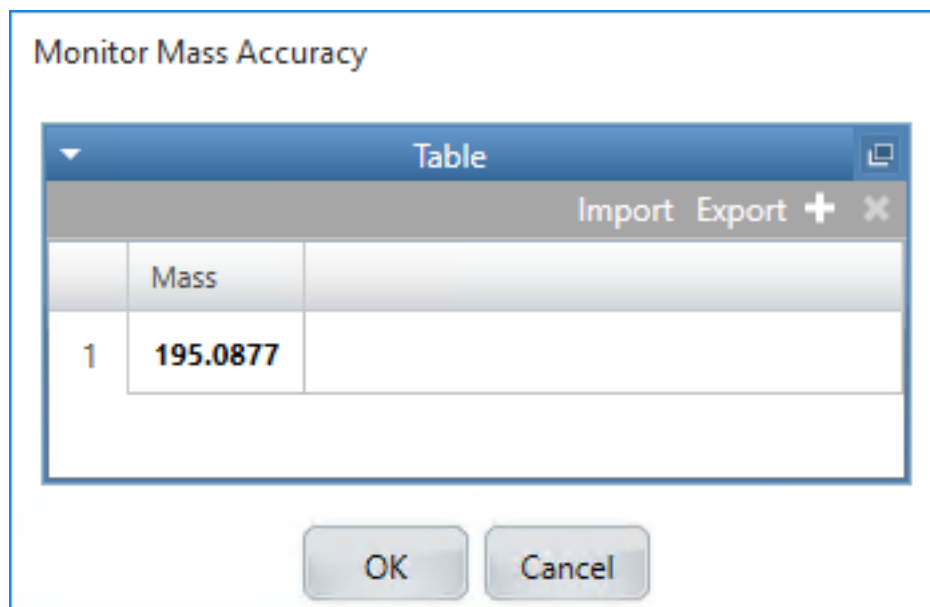 Monitor Mass Accuracy
Table
Import Export
Mass
1 195.0877
OK Cancel